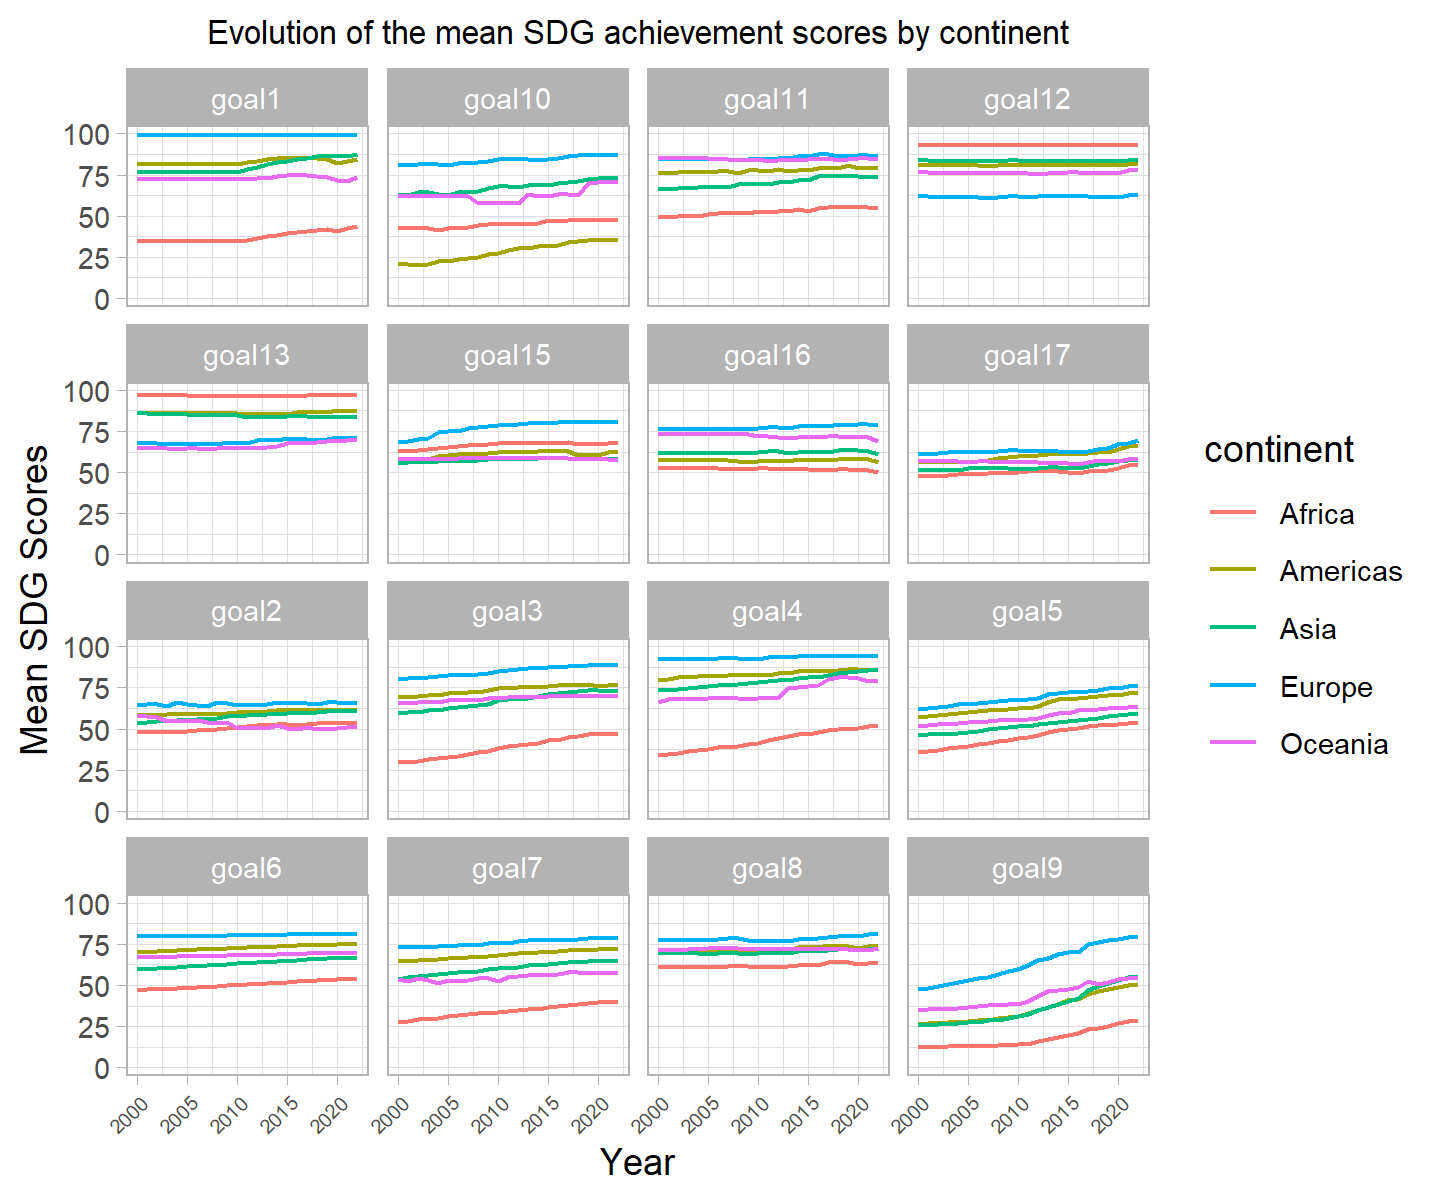 Evolution of the mean SDG achievement scores by continent
goal1 goal10 goal11 goal12
100
75
50
25
0
goal13 goal15 goal16 goal17
100
75
50
25
0
goal2 goal3 goal4 goal5
100
75
50
25
0
goal6 goal7 goal8 goal9
100
75
50
25
0
2000 2005 2010 2015 2020 2000 2005 2010 2015 2020 2000 2005 2010 2015 2020 2000 2005 2010 2015 2020
Year
Mean SDG Scores
continent
Africa
Americas
Asia
Europe
Oceania